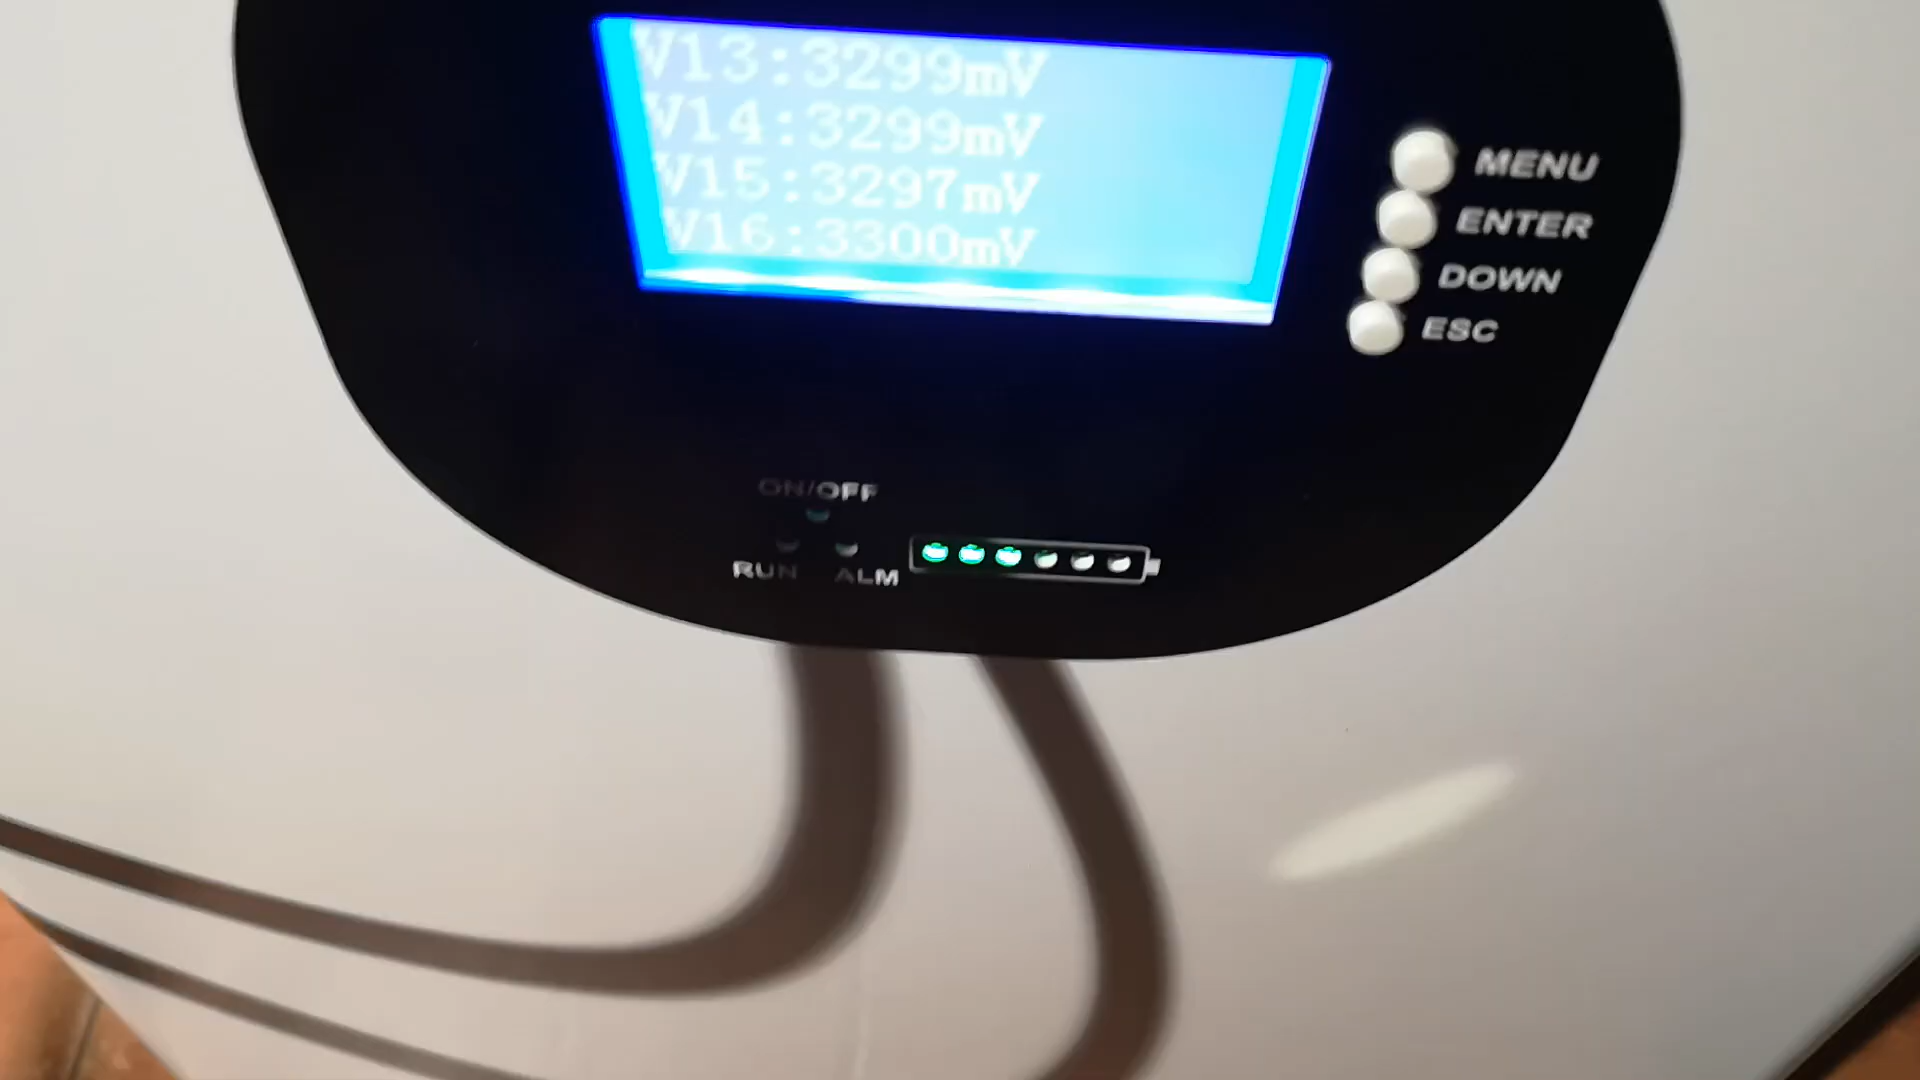 V13:3299mV
V14:3299mV
V15:3297mV
V16:3300mV
MENU
ENTER
DOWN
ESC
ON/OFF
RUN ALM